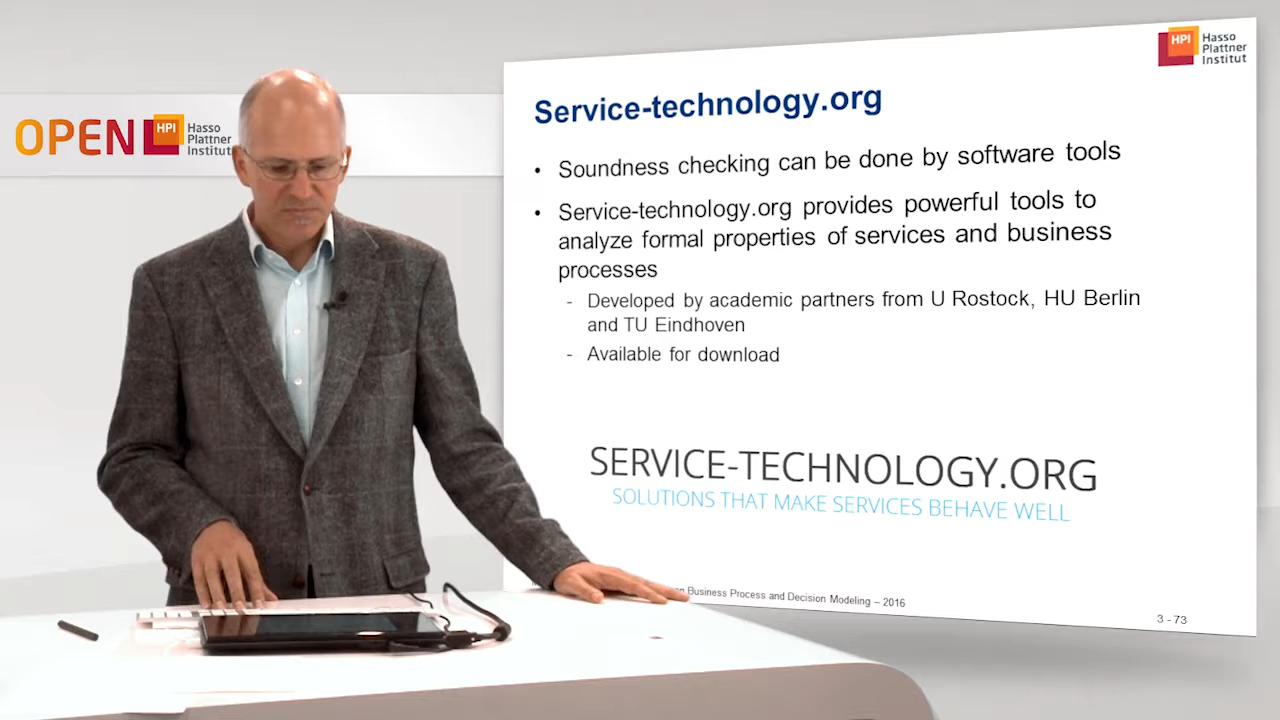 OPEN HPI Hasso
Plattner
Institut
HPI Hasso
Plattner
Institut
Service-technology.org
• Soundness checking can be done by software tools
• Service-technology.org provides powerful tools to
analyze formal properties of services and business
processes
- Developed by academic partners from U Rostock, HU Berlin
and TU Eindhoven
- Available for download
SERVICE-TECHNOLOGY.ORG
SOLUTIONS THAT MAKE SERVICES BEHAVE WELL
Business Process and Decision Modeling – 2016
3 - 73